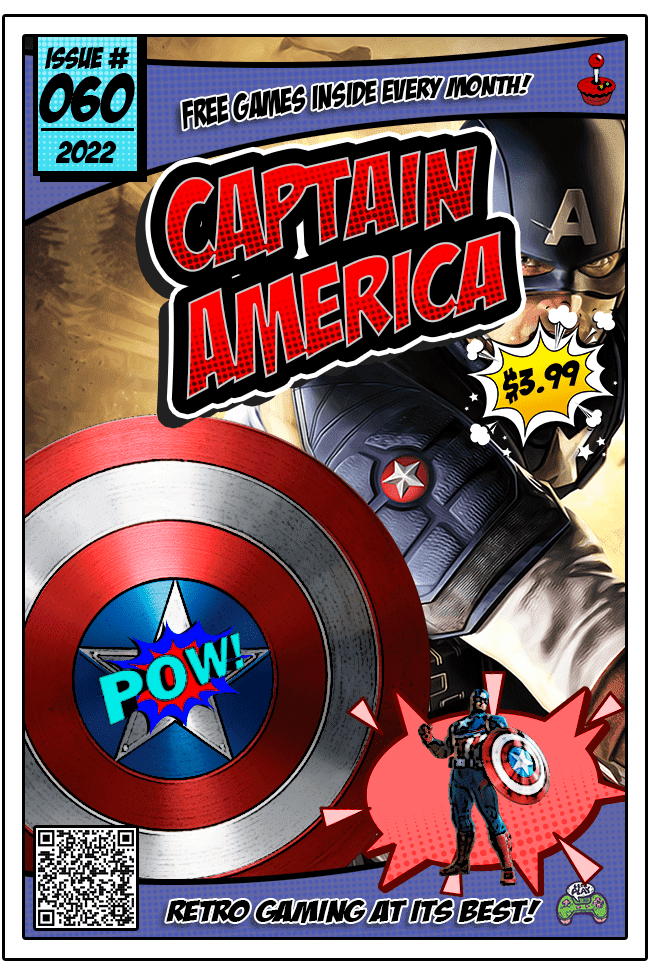 ISSUE #
060
2022
FREE GAMES INSIDE EVERY MONTH!
CAPTAIN
AMERICA
A
$3.99
POW!
RETRO GAMING AT ITS BEST!